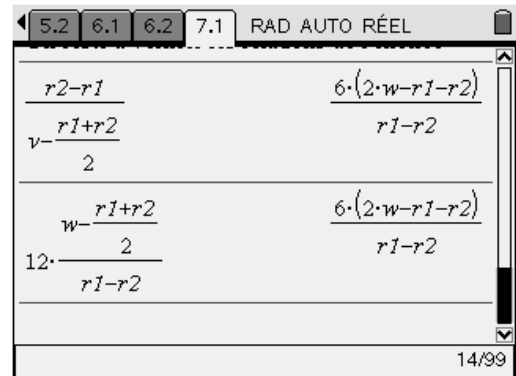 5.2 6.1 6.2 7.1 RAD AUTO RÉEL
r2-r1
v-
r1+r2
2
6·(2·w-r1-r2)
r1-r2
12·
w-
r1+r2
2
r1-r2
6·(2·w-r1-r2)
r1-r2
14/99